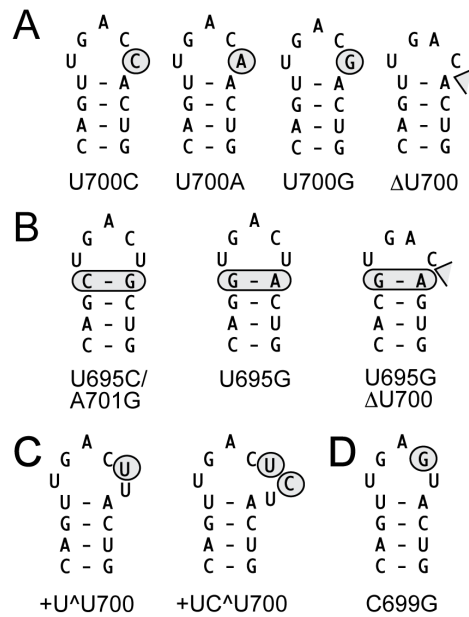 A
A
G C
U C
U – A
G – C
A – U
C – G
U700C
A
G C
U A
U – A
G – C
A – U
C – G
U700A
A
G C
U G
U – A
G – C
A – U
C – G
U700G
G A
U C
U – A
G – C
A – U
C – G
ΔU700
B
A
G C
U U
C – G
G – C
A – U
C – G
U695C/
A701G
A
G C
U U
G – A
G – C
A – U
C – G
U695G
G A
U C
G – A
G – C
A – U
C – G
U695G
ΔU700
C
A
G C U
U U
U – A
G – C
A – U
C – G
+U^U700
A
G C U
U U C
U – A
G – C
A – U
C – G
+UC^U700
D
A
G G
U U
U – A
G – C
A – U
C – G
C699G